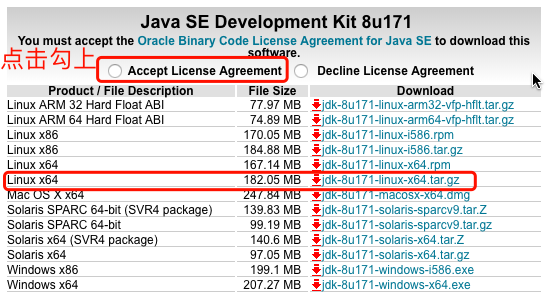 Java SE Development Kit 8u171
You must accept the Oracle Binary Code License Agreement for Java SE to download this
software.
点击勾上
Accept License Agreement Decline License Agreement
Product / File Description File Size Download
Linux ARM 32 Hard Float ABI 77.97 MB jdk-8u171-linux-arm32-vfp-hflt.tar.gz
Linux ARM 64 Hard Float ABI 74.89 MB jdk-8u171-linux-arm64-vfp-hflt.tar.gz
Linux x86 170.05 MB jdk-8u171-linux-i586.rpm
Linux x86 184.88 MB jdk-8u171-linux-i586.tar.gz
Linux x64 167.14 MB jdk-8u171-linux-x64.rpm
Linux x64 182.05 MB jdk-8u171-linux-x64.tar.gz
Mac OS X x64 247.84 MB jdk-8u171-macosx-x64.dmg
Solaris SPARC 64-bit (SVR4 package) 139.83 MB jdk-8u171-solaris-sparcv9.tar.Z
Solaris SPARC 64-bit 99.19 MB jdk-8u171-solaris-sparcv9.tar.gz
Solaris x64 (SVR4 package) 140.6 MB jdk-8u171-solaris-x64.tar.Z
Solaris x64 97.05 MB jdk-8u171-solaris-x64.tar.gz
Windows x86 199.1 MB jdk-8u171-windows-i586.exe
Windows x64 207.27 MB jdk-8u171-windows-x64.exe